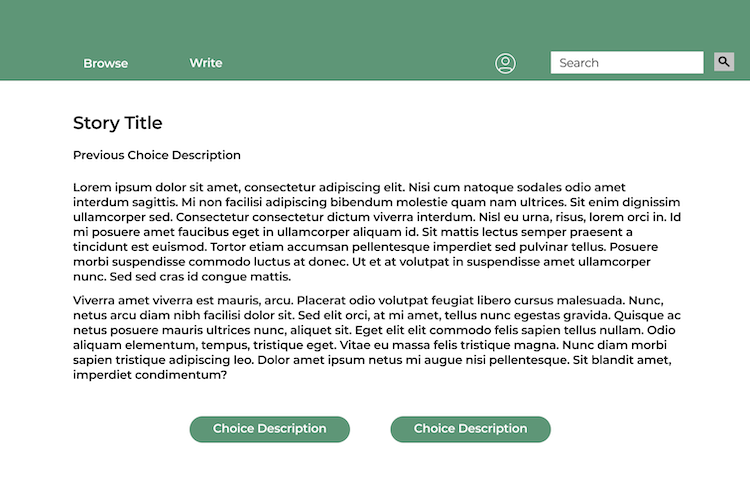 Browse
Write
Search
Story Title
Previous Choice Description
Lorem ipsum dolor sit amet, consectetur adipiscing elit. Nisi cum natoque sodales odio amet
interdum sagittis. Mi non facilisi adipiscing bibendum molestie quam nam ultrices. Sit enim dignissim
ullamcorper sed. Consectetur consectetur dictum viverra interdum. Nisl eu urna, risus, lorem orci in. Id
mi posuere amet faucibus eget in ullamcorper aliquam id. Sit mattis lectus semper praesent a
tincidunt est euismod. Tortor etiam accumsan pellentesque imperdiet sed pulvinar tellus. Posuere
morbi suspendisse commodo luctus at donec. Ut et at volutpat in suspendisse amet ullamcorper
nunc. Sed sed cras id congue mattis.
Viverra amet viverra est mauris, arcu. Placerat odio volutpat feugiat libero cursus malesuada. Nunc,
netus arcu diam nibh facilisi dolor sit. Sed elit orci, at mi amet, tellus nunc egestas gravida. Quisque ac
netus posuere mauris ultrices nunc, aliquet sit. Eget elit elit commodo felis sapien tellus nullam. Odio
aliquam elementum, tempus, tristique eget. Vitae eu massa felis tristique magna. Nunc diam morbi
sapien tristique adipiscing leo. Dolor amet ipsum netus mi augue nisi pellentesque. Sit blandit amet,
imperdiet condimentum?
Choice Description
Choice Description